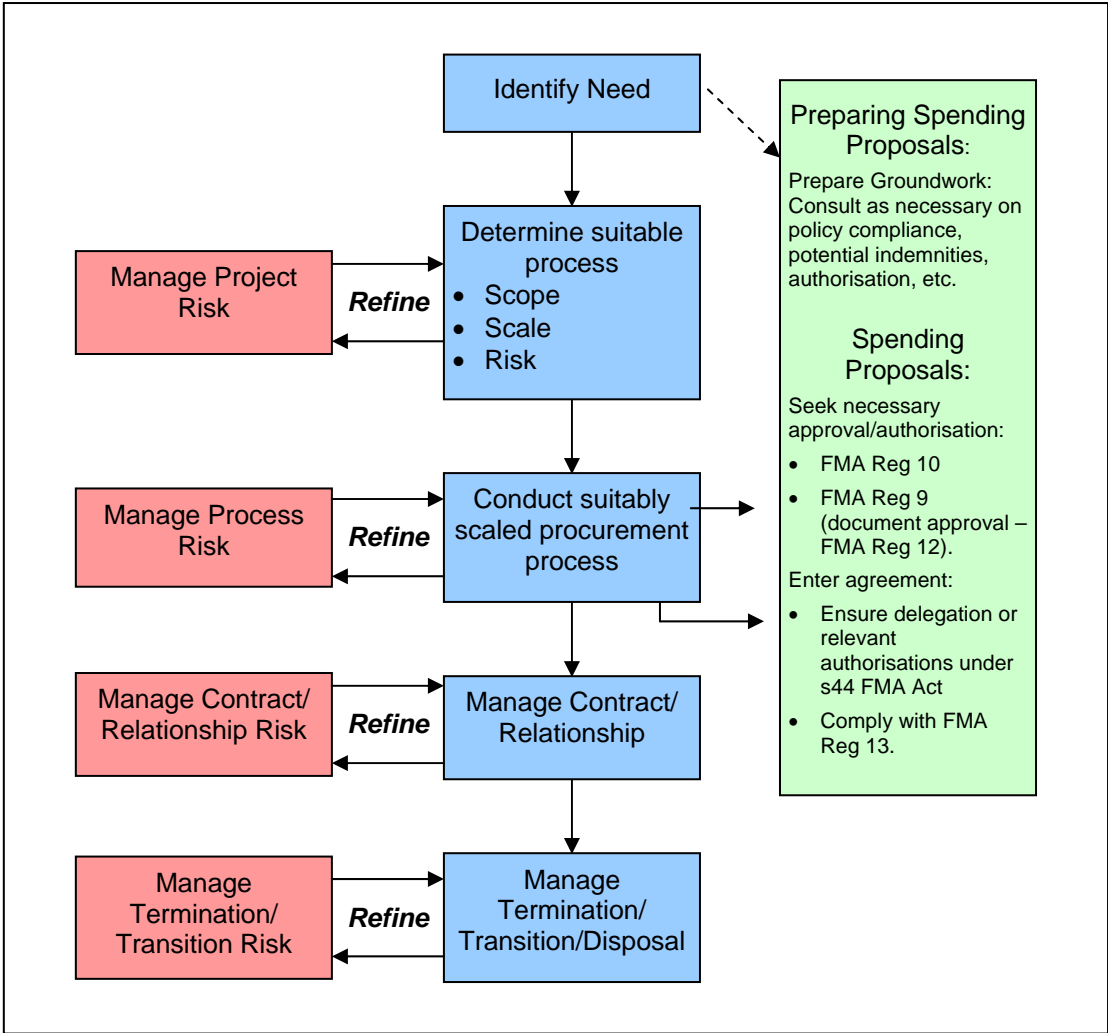 Identify Need
Preparing Spending
Proposals:
Prepare Groundwork:
Consult as necessary on
policy compliance,
potential indemnities,
authorisation, etc.
Spending
Proposals:
Seek necessary
approval/authorisation:
• FMA Reg 10
• FMA Reg 9
(document approval –
FMA Reg 12).
Enter agreement:
• Ensure delegation or
relevant
authorisations under
s44 FMA Act
• Comply with FMA
Reg 13.
Manage Project
Risk
Refine
Determine suitable
process
• Scope
• Scale
• Risk
Manage Process
Risk
Refine
Conduct suitably
scaled procurement
process
Manage Contract/
Relationship Risk
Refine
Manage Contract/
Relationship
Manage
Termination/
Transition Risk
Refine
Manage
Termination/
Transition/Disposal